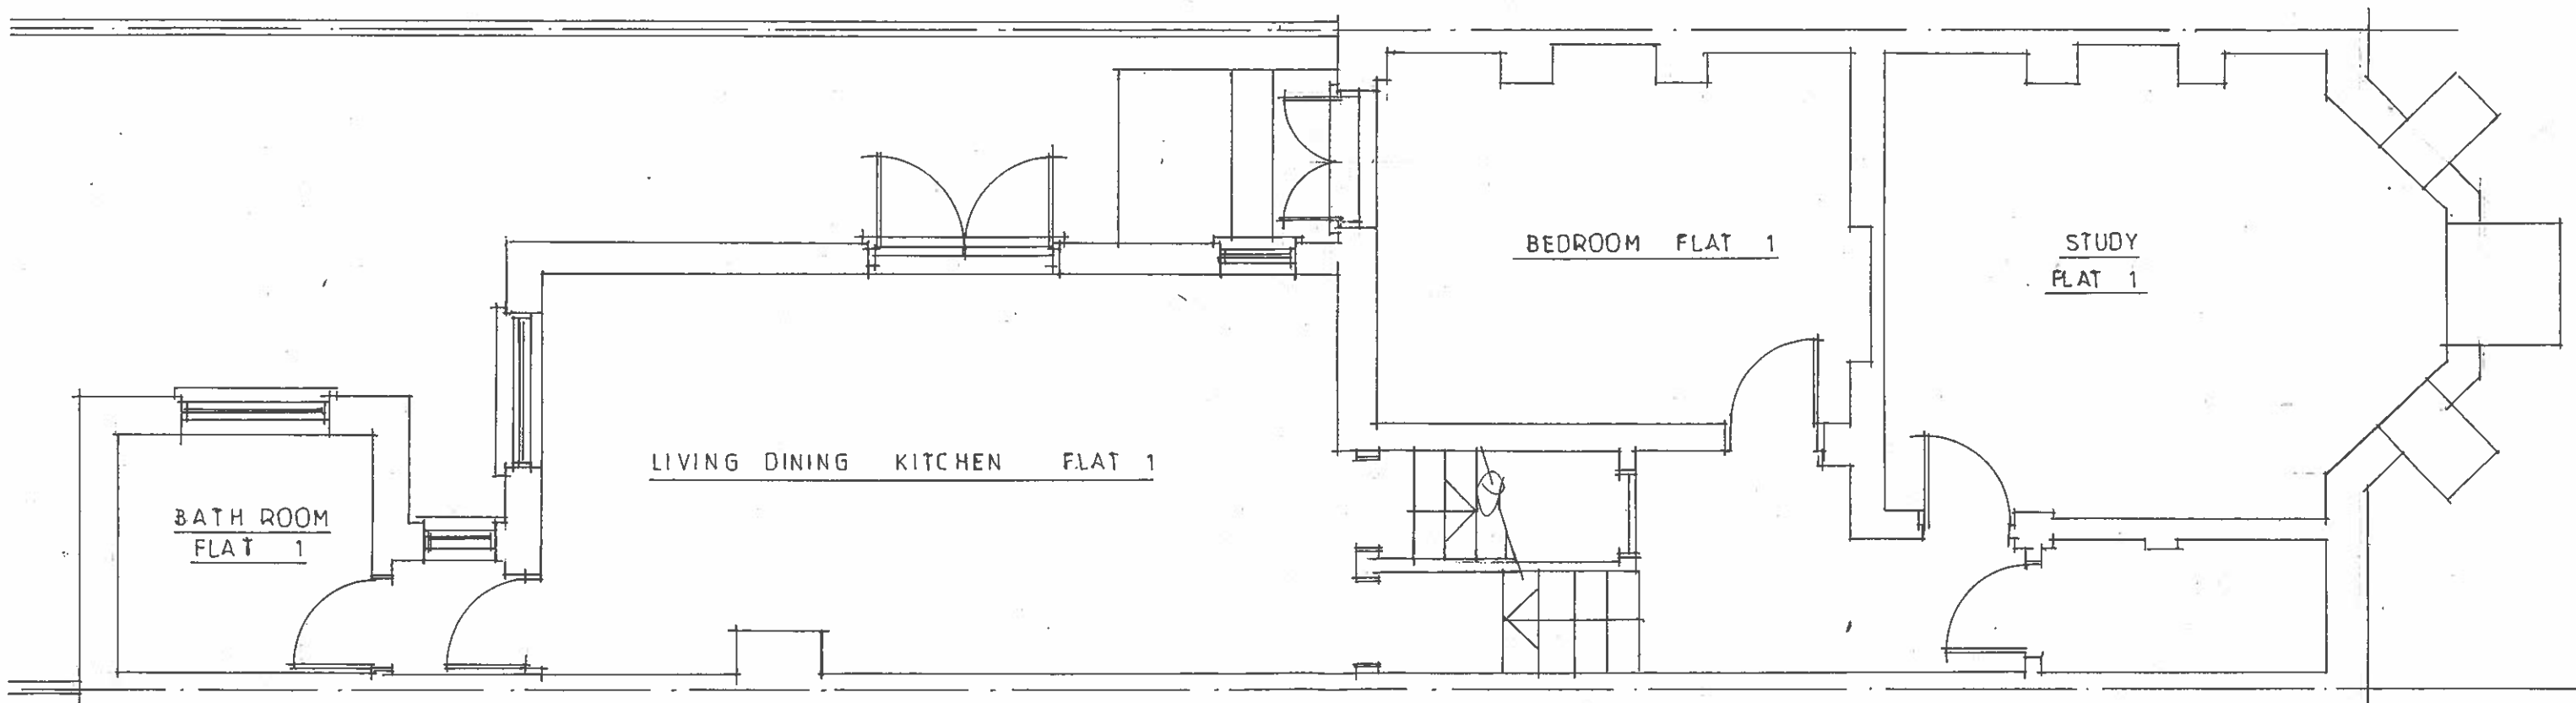 BEDROOM FLAT 1
STUDY
FLAT 1
LIVING DINING KITCHEN FLAT 1
BATH ROOM
FLAT 1